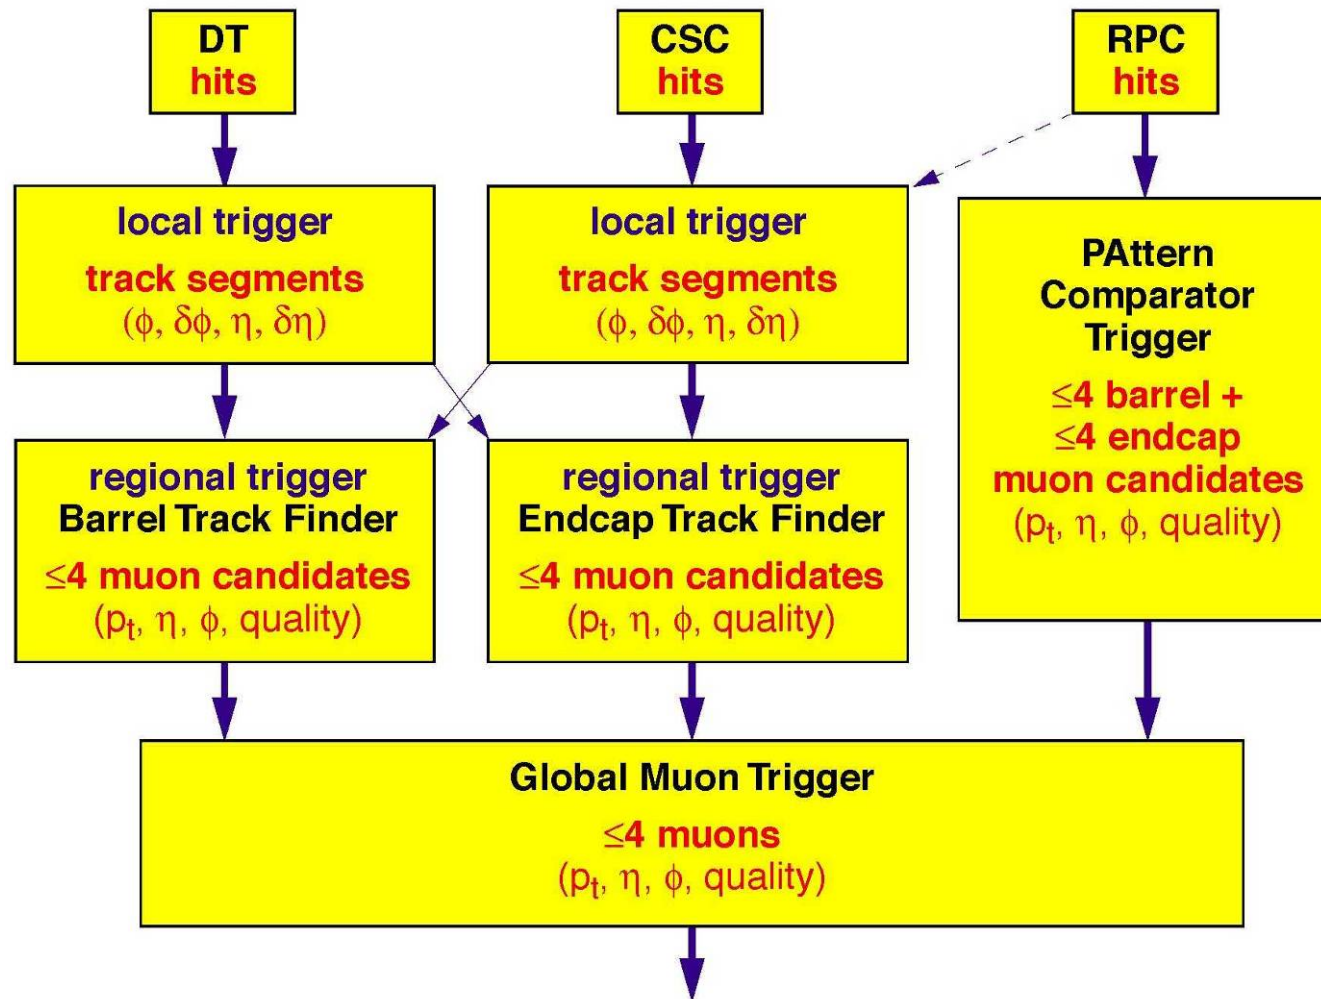 DT
hits
CSC
hits
RPC
hits
local trigger
track segments
(ϕ, δϕ, η, δη)
local trigger
track segments
(ϕ, δϕ, η, δη)
PAttern
Comparator
Trigger
≤4 barrel +
≤4 endcap
muon candidates
(pt, η, ϕ, quality)
regional trigger
Barrel Track Finder
≤4 muon candidates
(pt, η, ϕ, quality)
regional trigger
Endcap Track Finder
≤4 muon candidates
(pt, η, ϕ, quality)
Global Muon Trigger
≤4 muons
(pt, η, ϕ, quality)